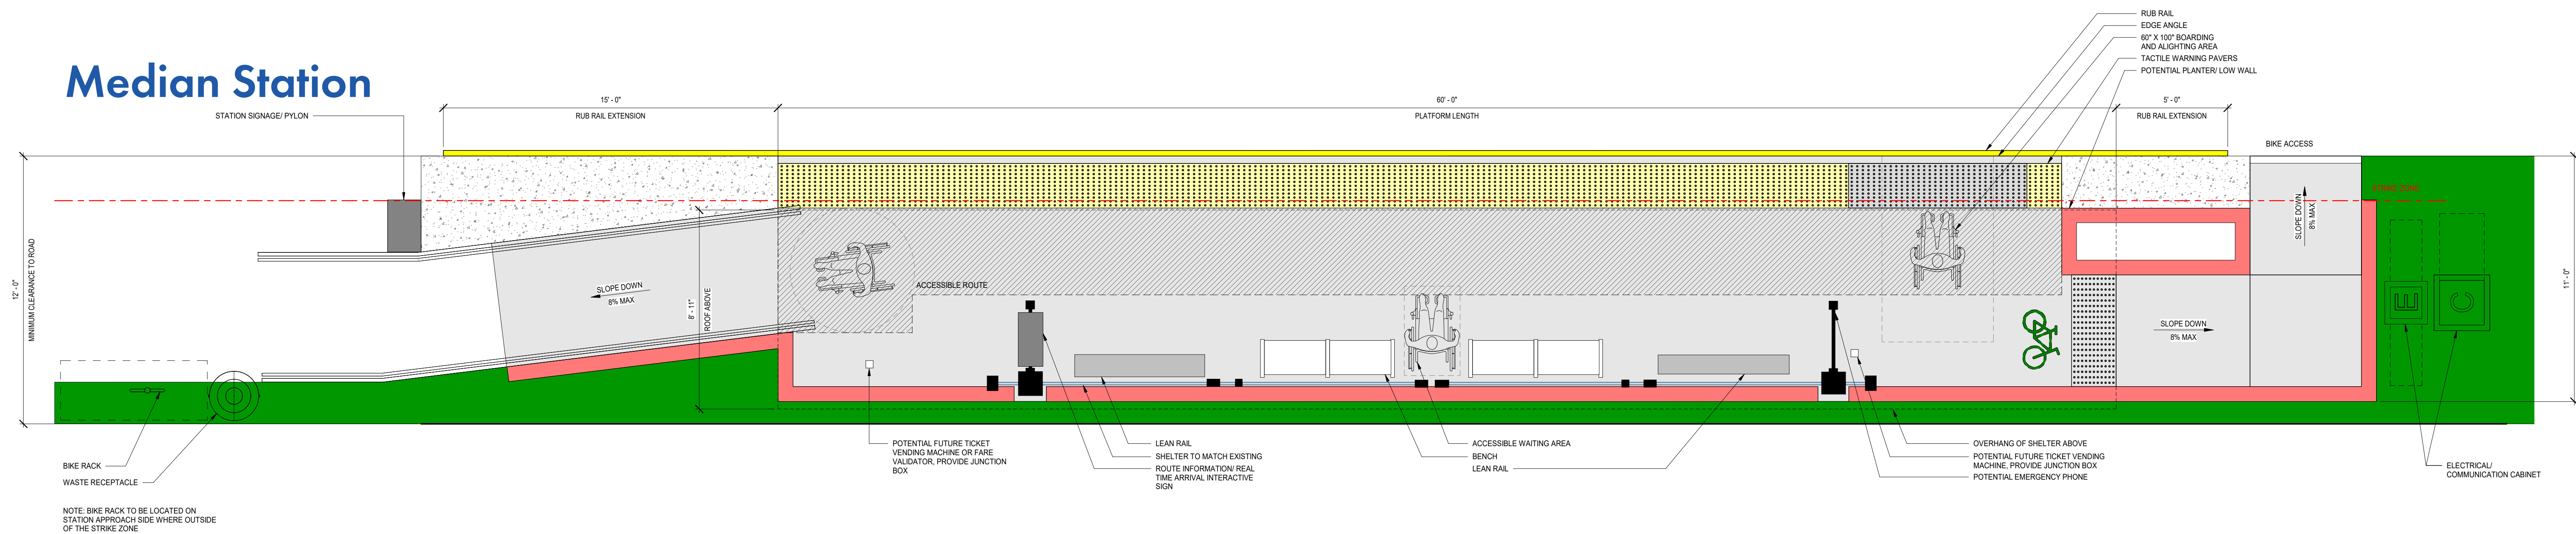 Median Station
RUB RAIL
EDGE ANGLE
60" X 100" BOARDING
AND ALIGHTING AREA
TACTILE WARNING PAVERS
POTENTIAL PLANTER/ LOW WALL
15' - 0"
RUB RAIL EXTENSION
60' - 0"
PLATFORM LENGTH
5' - 0"
RUB RAIL EXTENSION
STATION SIGNAGE/ PYLON
BIKE ACCESS
STRIKE ZONE
12' - 0"
MINIMUM CLEARANCE TO ROAD
SLOPE DOWN
8% MAX
8' - 11"
ROOF ABOVE
ACCESSIBLE ROUTE
SLOPE DOWN
8% MAX
SLOPE DOWN
8% MAX
E
C
11' - 0"
BIKE RACK
WASTE RECEPTACLE
POTENTIAL FUTURE TICKET
VENDING MACHINE OR FARE
VALIDATOR, PROVIDE JUNCTION
BOX
LEAN RAIL
SHELTER TO MATCH EXISTING
ROUTE INFORMATION/ REAL
TIME ARRIVAL INTERACTIVE
SIGN
ACCESSIBLE WAITING AREA
BENCH
LEAN RAIL
OVERHANG OF SHELTER ABOVE
POTENTIAL FUTURE TICKET VENDING
MACHINE, PROVIDE JUNCTION BOX
POTENTIAL EMERGENCY PHONE
ELECTRICAL/
COMMUNICATION CABINET
NOTE: BIKE RACK TO BE LOCATED ON
STATION APPROACH SIDE WHERE OUTSIDE
OF THE STRIKE ZONE